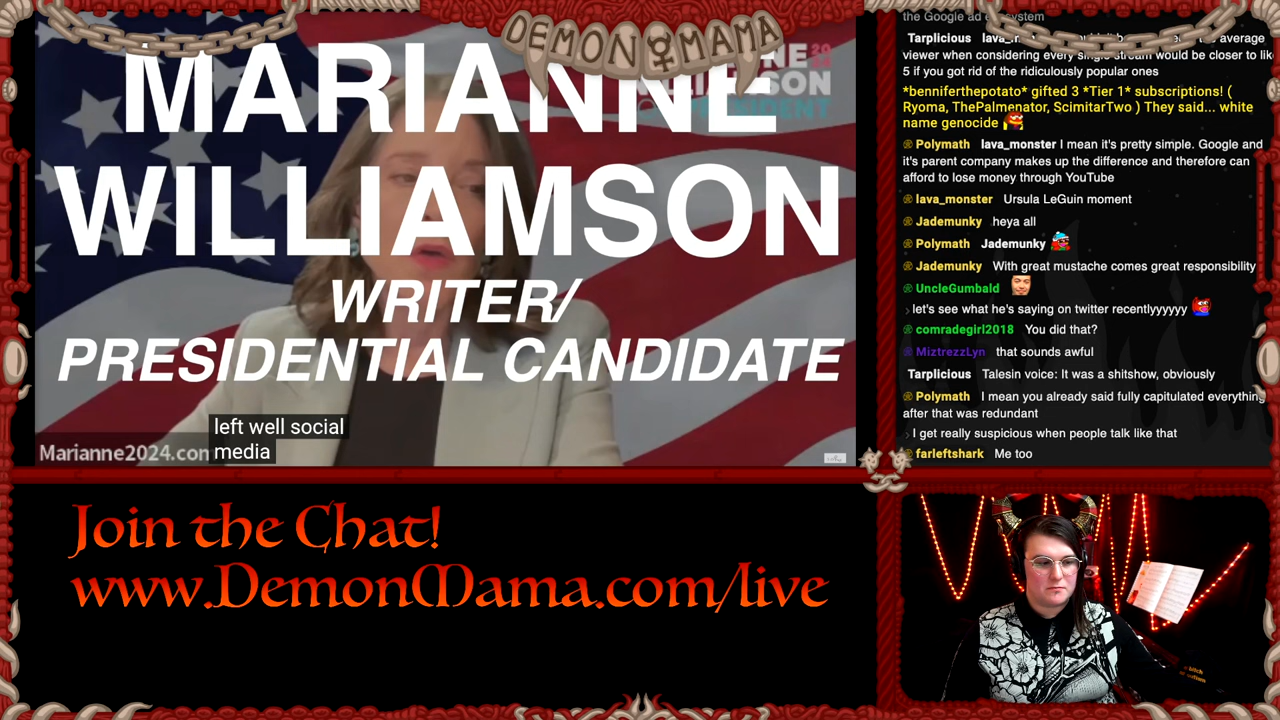 DEMON MAMA
MARIANNE
WILLIAMSON
WRITER/
PRESIDENTIAL CANDIDATE
left well social
media
Marianne2024.com
Join the Chat!
www.DemonMama.com/live
the Google ad
Tarplicious
average
viewer when considering every single stream would be closer to lik
5 if you got rid of the ridiculously popular ones
*benniferthepotato* gifted 3 *Tier 1* subscriptions! (
Ryoma, ThePalmenator, ScimitarTwo ) They said... white
name genocide
Polymath lava_monster I mean it's pretty simple. Google and
it's parent company makes up the difference and therefore can
afford to lose money through YouTube
lava_monster Ursula LeGuin moment
Jademunky heya all
Polymath Jademunky
Jademunky With great mustache comes great responsibility
UncleGumbald
let's see what he's saying on twitter recentlyyyyyy
comradegirl2018 You did that?
MiztrezzLyn that sounds awful
Tarplicious Talesin voice: It was a shitshow, obviously
Polymath I mean you already said fully capitulated everything
after that was redundant
I get really suspicious when people talk like that
farleftshark Me too